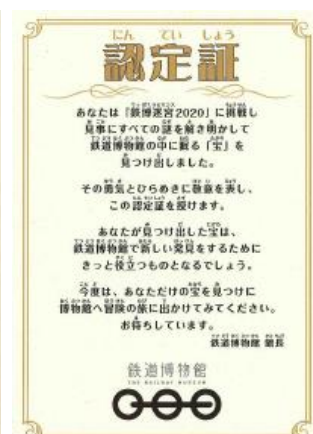 認定証
あなたは「鉄博迷宮2020」に挑戦し
見事にすべての謎を解き明かして
鉄道博物館の中に眠る「宝」を
見つけ出しました。
その勇気とひらめきに敬意を表し、
この認定証を授けます。
あなたが見つけ出した宝は、
鉄道博物館で新しい発見をするために
きっと役立つものとなるでしょう。
今度は、あなただけの宝を見つけに
博物館へ冒険の旅に出かけてみてください。
お待ちしています。
鉄道博物館 館長
鉄道博物館
THE RAILWAY MUSEUM